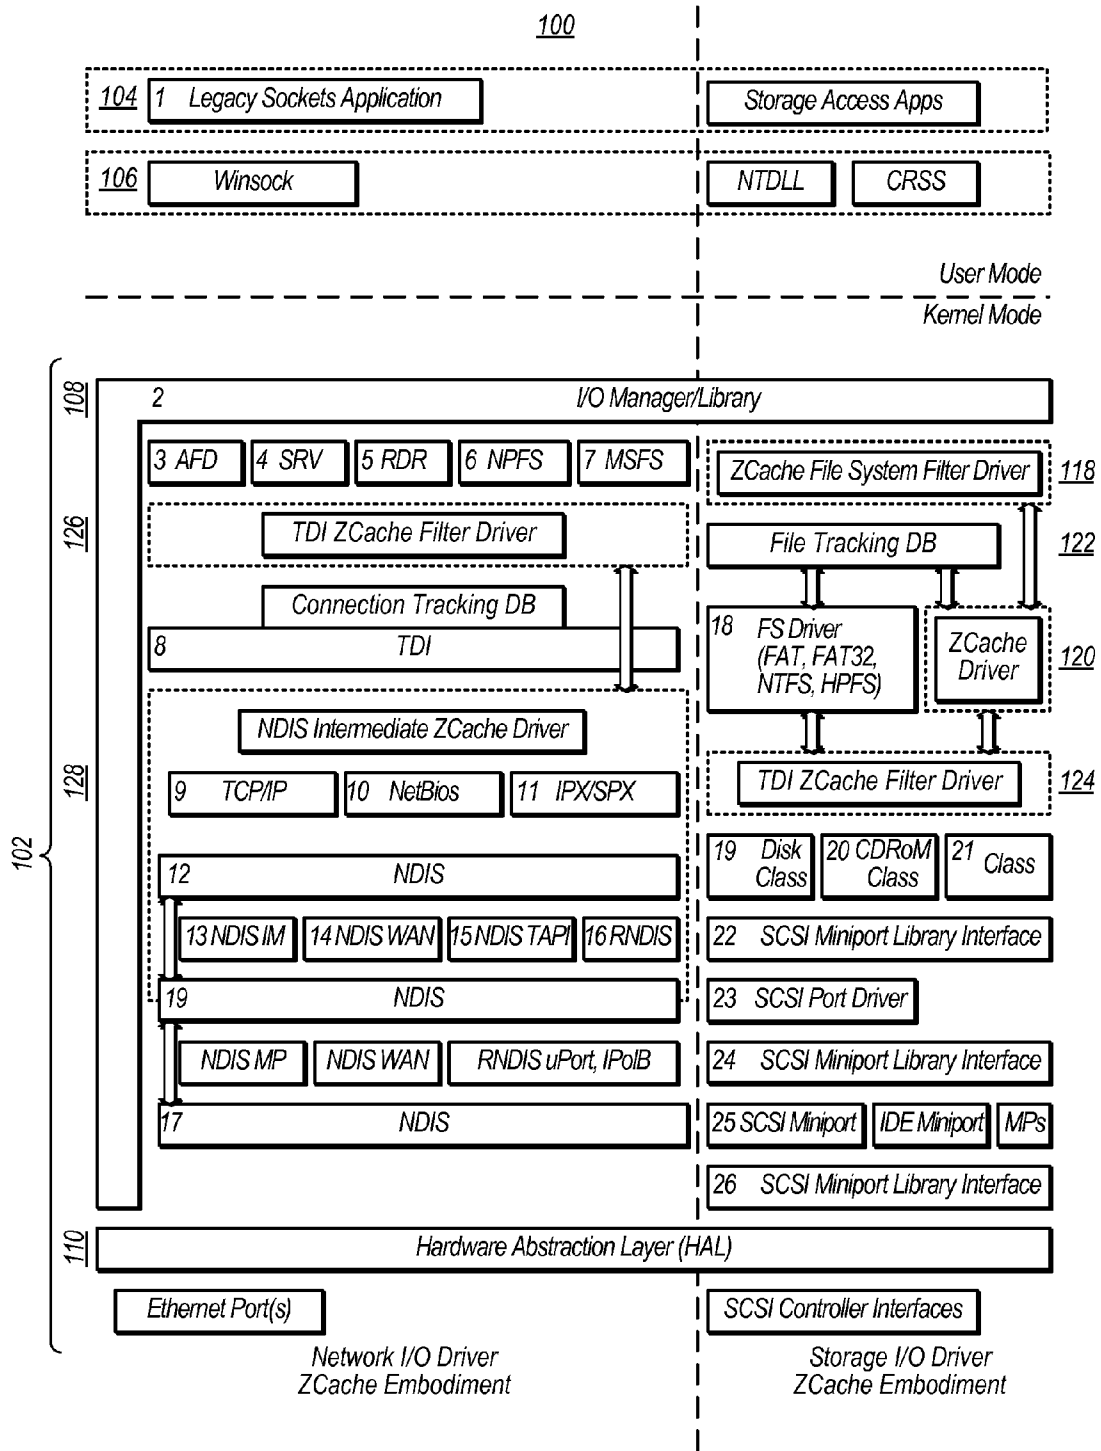 100
104
1 Legacy Sockets Application
Storage Access Apps
106
Winsock
NTDLL
CRSS
User Mode
Kernel Mode
102
108
2 I/O Manager/Library
3 AFD
4 SRV
5 RDR
6 NPFS
7 MSFS
ZCache File System Filter Driver
118
126
TDI ZCache Filter Driver
File Tracking DB
122
Connection Tracking DB
8 TDI
18 FS Driver
(FAT, FAT32,
NTFS, HPFS)
ZCache
Driver
120
NDIS Intermediate ZCache Driver
128
9 TCP/IP
10 NetBios
11 IPX/SPX
TDI ZCache Filter Driver
124
12 NDIS
19 Disk
Class
20 CDRoM
Class
21 Class
13 NDIS IM
14 NDIS WAN
15 NDIS TAPI
16 RNDIS
22 SCSI Miniport Library Interface
19 NDIS
23 SCSI Port Driver
NDIS MP
NDIS WAN
RNDIS uPort, IPoIB
24 SCSI Miniport Library Interface
17 NDIS
25 SCSI Miniport
IDE Miniport
MPs
26 SCSI Miniport Library Interface
110
Hardware Abstraction Layer (HAL)
Ethernet Port(s)
SCSI Controller Interfaces
Network I/O Driver
ZCache Embodiment
Storage I/O Driver
ZCache Embodiment